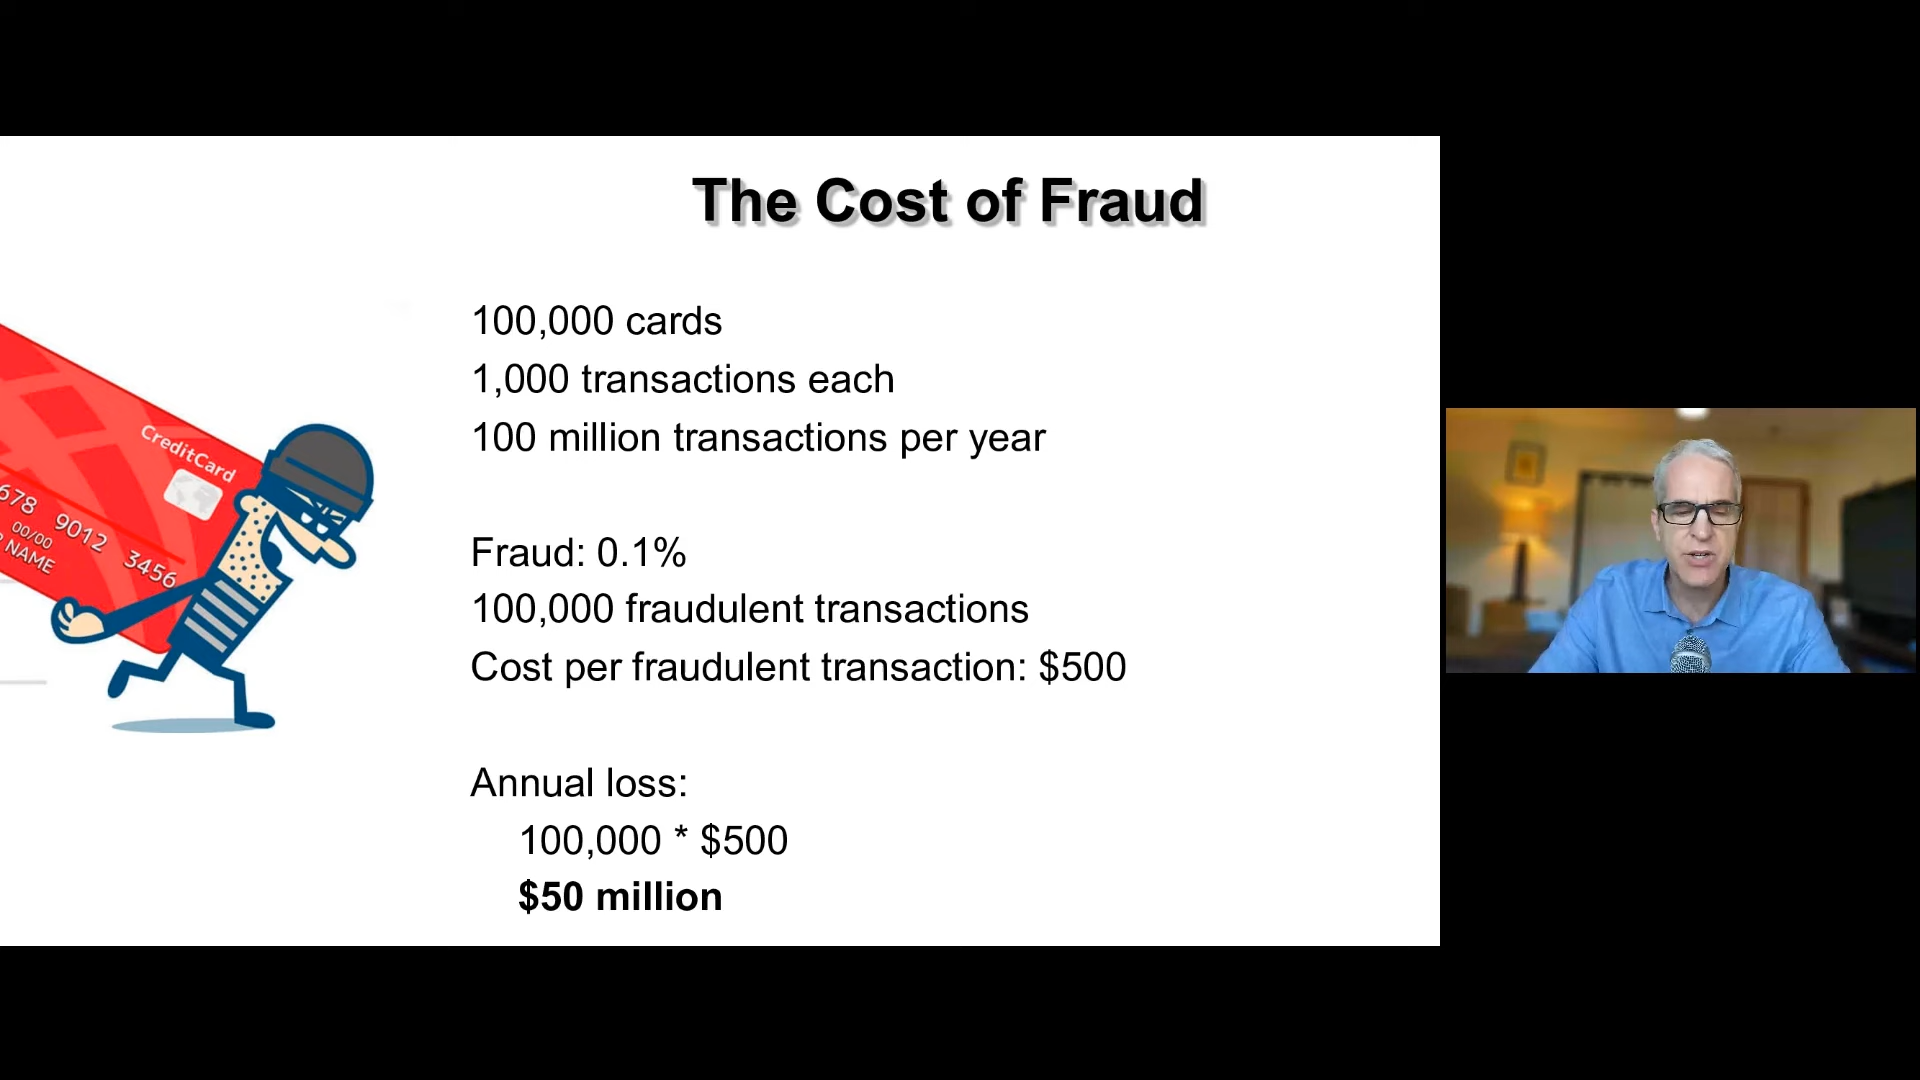 The Cost of Fraud
100,000 cards
1,000 transactions each
100 million transactions per year
Fraud: 0.1%
100,000 fraudulent transactions
Cost per fraudulent transaction: $500
Annual loss:
100,000 * $500
$50 million
CreditCard
678 9012 3456
00/00
NAME